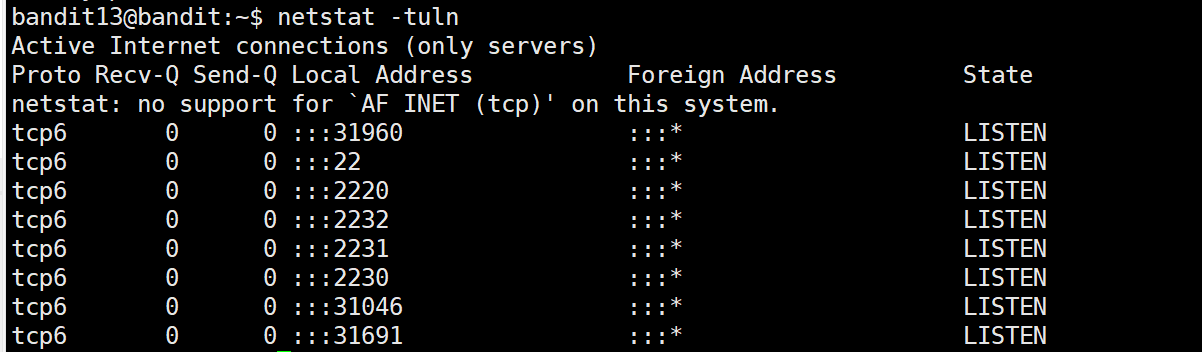 bandit13@bandit:~$ netstat -tuln
Active Internet connections (only servers)
Proto Recv-Q Send-Q Local Address           Foreign Address         State
netstat: no support for `AF INET (tcp)' on this system.
tcp6       0      0 :::31960                :::*                    LISTEN
tcp6       0      0 :::22                   :::*                    LISTEN
tcp6       0      0 :::2220                 :::*                    LISTEN
tcp6       0      0 :::2232                 :::*                    LISTEN
tcp6       0      0 :::2231                 :::*                    LISTEN
tcp6       0      0 :::2230                 :::*                    LISTEN
tcp6       0      0 :::31046                :::*                    LISTEN
tcp6       0      0 :::31691                :::*                    LISTEN